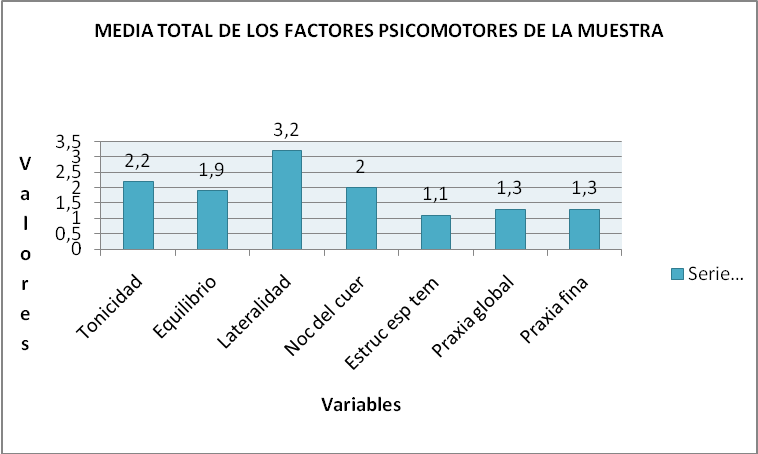 MEDIA TOTAL DE LOS FACTORES PSICOMOTORES DE LA MUESTRA
Valores
3,5
3
2,5
2
1,5
1
0,5
0
2,2
1,9
3,2
2
1,1
1,3
1,3
Tonicidad
Equilibrio
Lateralidad
Noc del cuer
Estruc esp tem
Praxia global
Praxia fina
Variables
Serie...